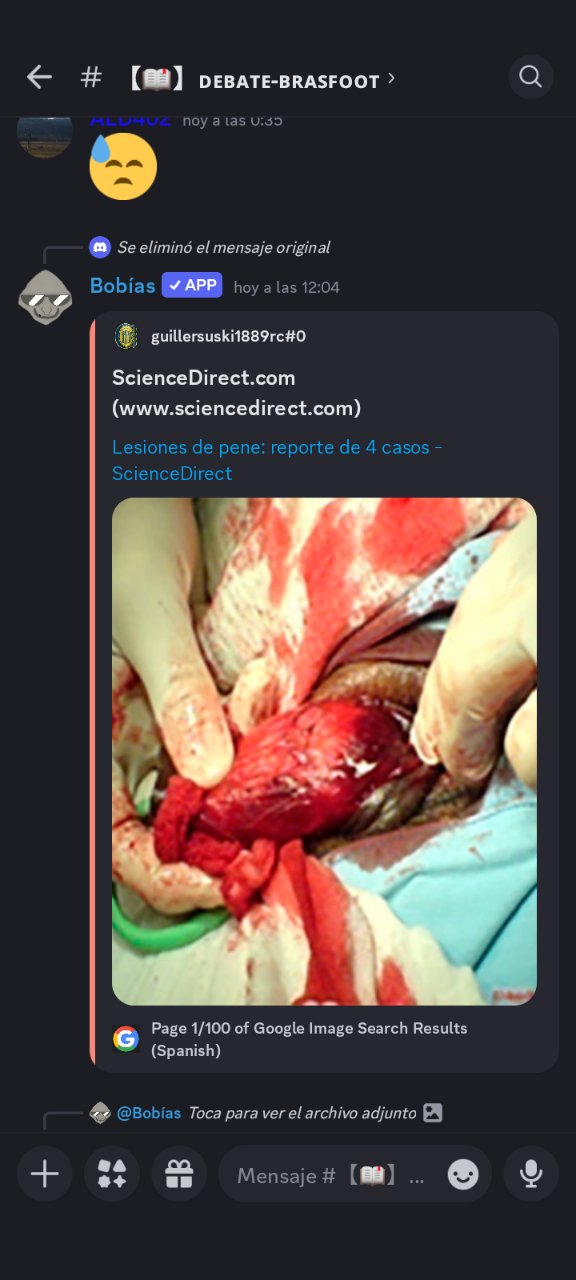 # 【📖】 DEBATE-BRASFOOT ›
ALD402 hoy a las 0:35
Se eliminó el mensaje original
Bobías ✓ APP hoy a las 12:04
guillersuski1889rc#0
ScienceDirect.com
(www.sciencedirect.com)
Lesiones de pene: reporte de 4 casos -
ScienceDirect
Page 1/100 of Google Image Search Results
(Spanish)
@Bobías Toca para ver el archivo adjunto
Mensaje # 【📖】 ...